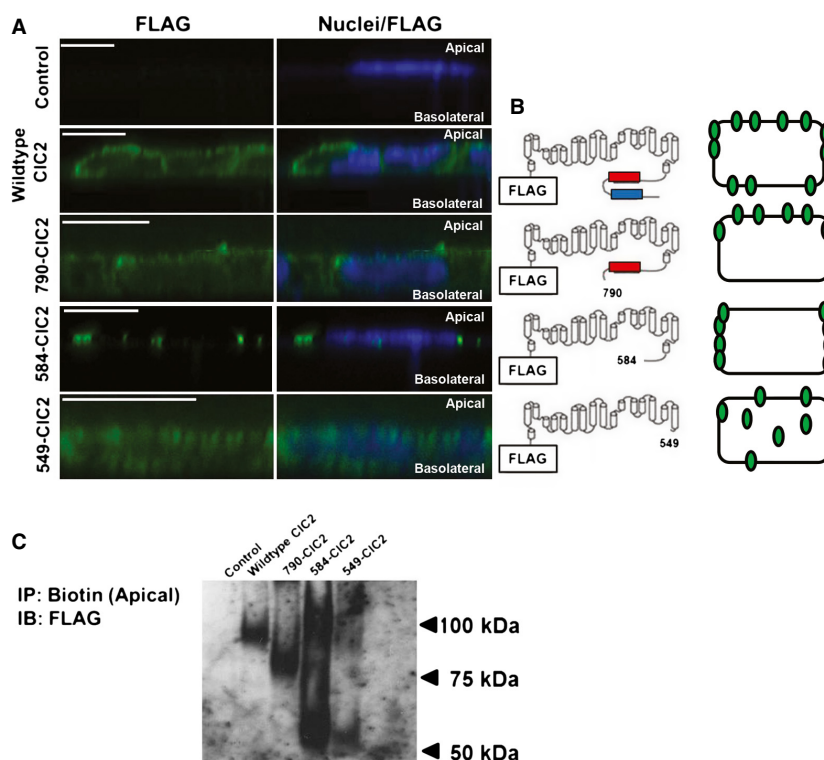 A
FLAG
Nuclei/FLAG
Control
Apical
Basolateral
Wildtype
ClC2
Apical
Basolateral
790-ClC2
Apical
Basolateral
584-ClC2
Apical
Basolateral
549-ClC2
Apical
Basolateral
B
FLAG
FLAG
790
FLAG
584
FLAG
549
C
Control
Wildtype ClC2
790-ClC2
584-ClC2
549-ClC2
IP: Biotin (Apical)
IB: FLAG
100 kDa
75 kDa
50 kDa